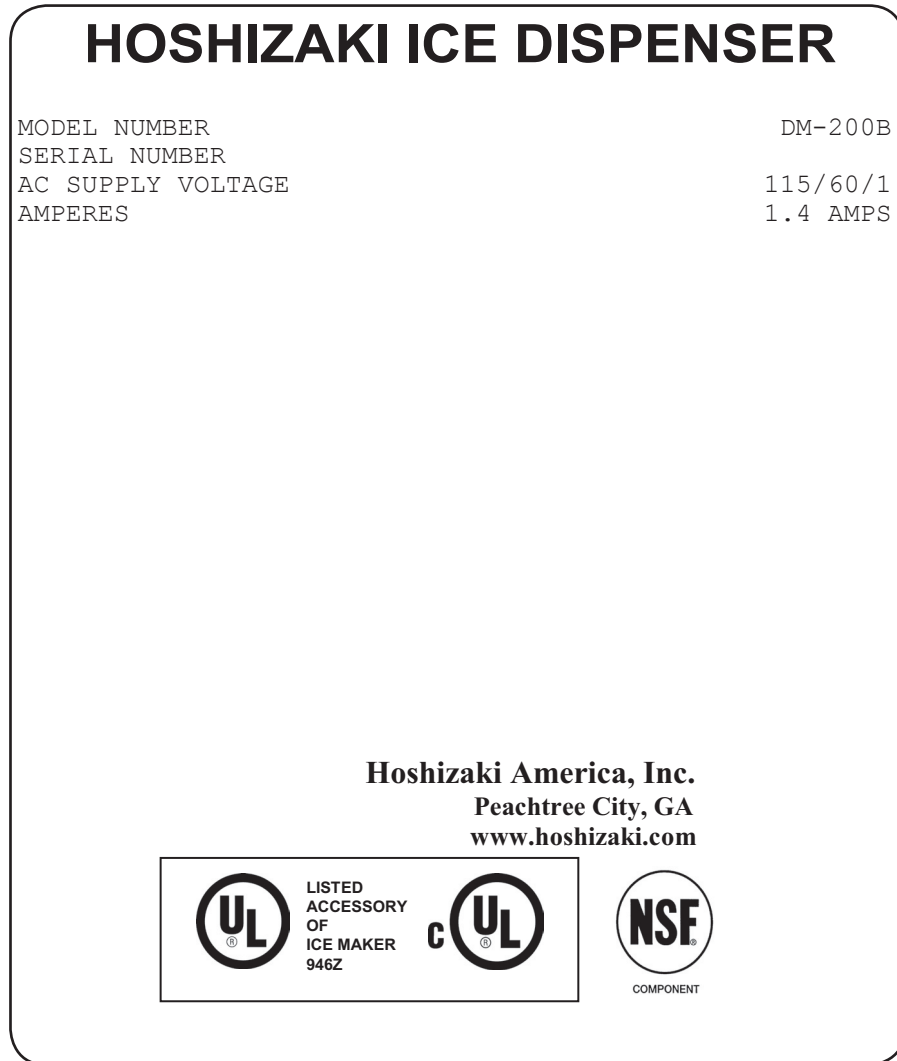 HOSHIZAKI ICE DISPENSER
MODEL NUMBER DM-200B
SERIAL NUMBER
AC SUPPLY VOLTAGE 115/60/1
AMPERES 1.4 AMPS
Hoshizaki America, Inc.
Peachtree City, GA
www.hoshizaki.com
UL ®
LISTED
ACCESSORY
OF
ICE MAKER
946Z
C UL ®
NSF®
COMPONENT